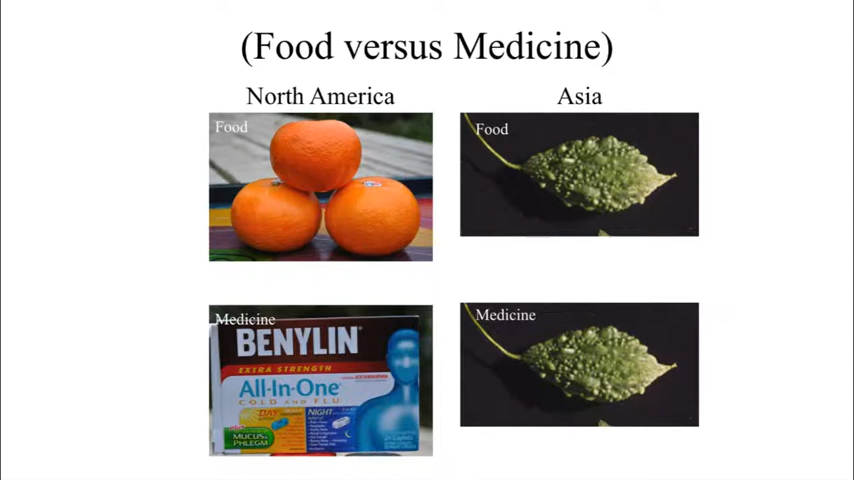 (Food versus Medicine)
North America
Asia
Food
Food
Medicine
BENYLIN®
EXTRA STRENGTH
All-In-One
COLD AND FLU
DAY
NIGHT
plus
MUCUS &
PHLEGM
Medicine